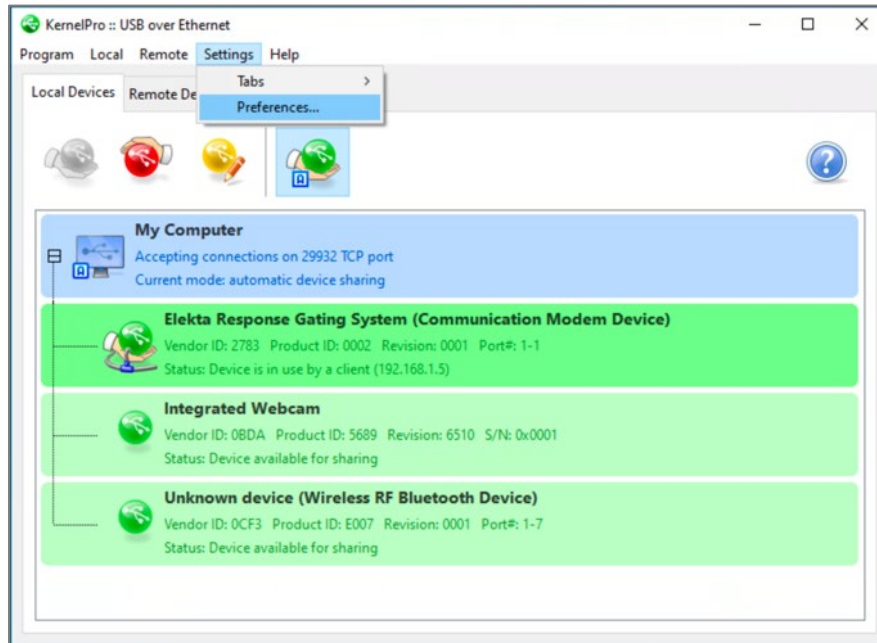 KernelPro :: USB over Ethernet
Program Local Remote Settings Help
Tabs
Preferences...
Local Devices Remote De
A
?
My Computer
A
Accepting connections on 29932 TCP port
Current mode: automatic device sharing
Elekta Response Gating System (Communication Modem Device)
Vendor ID: 2783 Product ID: 0002 Revision: 0001 Port#: 1-1
Status: Device is in use by a client (192.168.1.5)
Integrated Webcam
Vendor ID: 0BDA Product ID: 5689 Revision: 6510 S/N: 0x0001
Status: Device available for sharing
Unknown device (Wireless RF Bluetooth Device)
Vendor ID: 0CF3 Product ID: E007 Revision: 0001 Port#: 1-7
Status: Device available for sharing